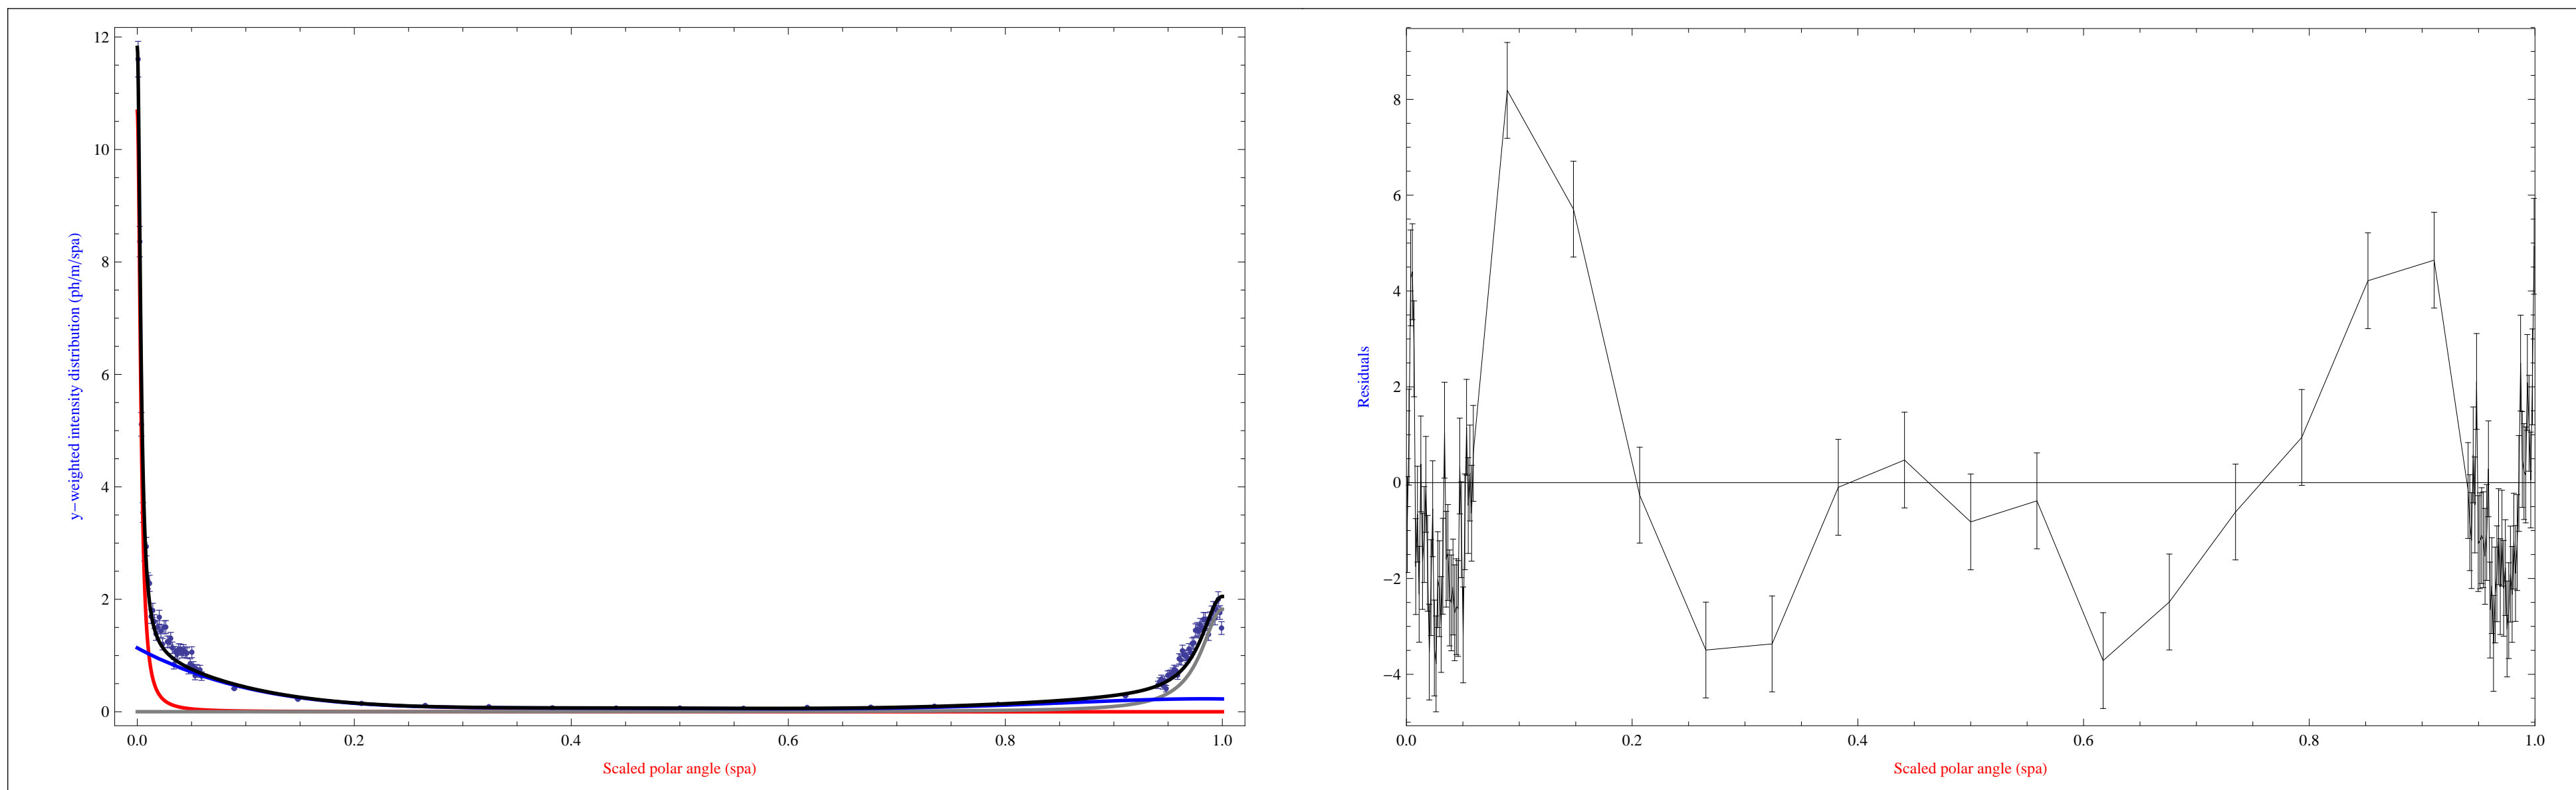 12
10
8
6
4
2
0
y−weighted intensity distribution (ph/m/spa)
0.0 0.2 0.4 0.6 0.8 1.0
Scaled polar angle (spa)
8
6
4
2
0
−2
−4
Residuals
0.0 0.2 0.4 0.6 0.8 1.0
Scaled polar angle (spa)